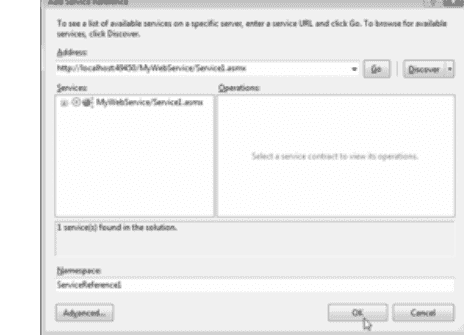 Add Service Reference
To see a list of available services on a specific server, enter a service URL and click Go. To browse for available
services, click Discover.
Address:
http://localhost:49450/MyWebService/Service1.asmx
Go
Discover
Services:
Operations:
MyWebService/Service1.asmx
Select a service contract to view its operations.
1 service(s) found in the solution.
Namespace:
ServiceReference1
Advanced...
OK
Cancel